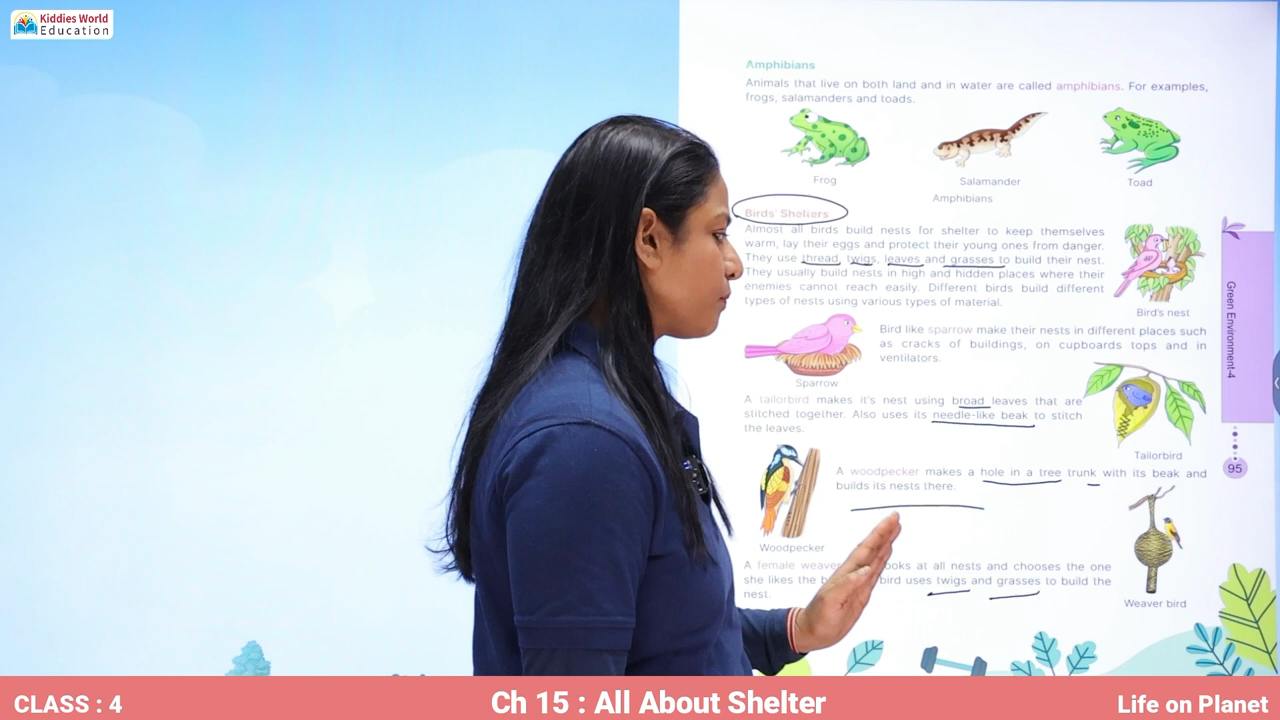 Kiddies World
Education
Amphibians
Animals that live on both land and in water are called amphibians. For examples,
frogs, salamanders and toads.
Frog
Salamander
Toad
Amphibians
Birds' Shelters
Almost all birds build nests for shelter to keep themselves
warm, lay their eggs and protect their young ones from danger.
They use thread, twigs, leaves and grasses to build their nest.
They usually build nests in high and hidden places where their
enemies cannot reach easily. Different birds build different
types of nests using various types of material.
Bird's nest
Bird like sparrow make their nests in different places such
as cracks of buildings, on cupboards tops and in
ventilators.
Sparrow
A tailorbird makes it's nest using broad leaves that are
stitched together. Also uses its needle-like beak to stitch
the leaves.
Tailorbird
A woodpecker makes a hole in a tree trunk with its beak and
builds its nests there.
Woodpecker
A female weaver ooks at all nests and chooses the one
she likes the bird uses twigs and grasses to build the
nest.
Weaver bird
Green Environment-4
95
CLASS : 4
Ch 15 : All About Shelter
Life on Planet